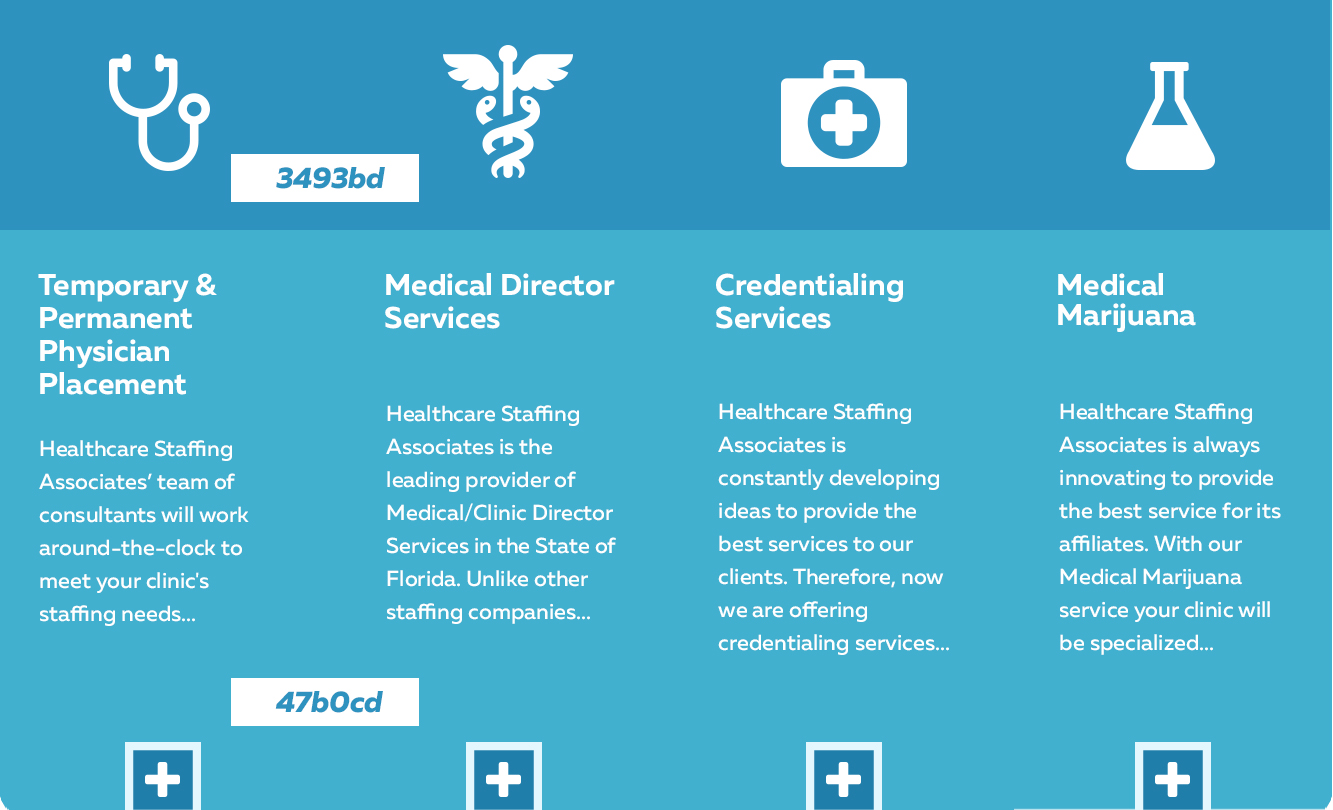 3493bd
Temporary &
Permanent
Physician
Placement
Healthcare Staffing
Associates’ team of
consultants will work
around-the-clock to
meet your clinic's
staffing needs...
Medical Director
Services
Healthcare Staffing
Associates is the
leading provider of
Medical/Clinic Director
Services in the State of
Florida. Unlike other
staffing companies...
Credentialing
Services
Healthcare Staffing
Associates is
constantly developing
ideas to provide the
best services to our
clients. Therefore, now
we are offering
credentialing services...
Medical
Marijuana
Healthcare Staffing
Associates is always
innovating to provide
the best service for its
affiliates. With our
Medical Marijuana
service your clinic will
be specialized...
47b0cd